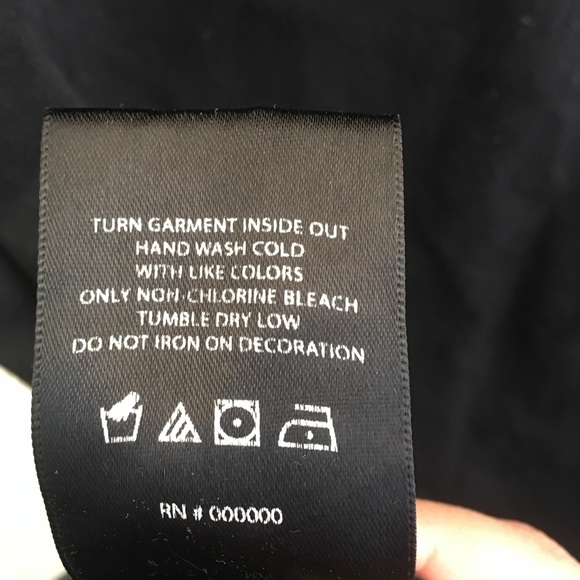 TURN GARMENT INSIDE OUT
HAND WASH COLD
WITH LIKE COLORS
ONLY NON-CHLORINE BLEACH
TUMBLE DRY LOW
DO NOT IRON ON DECORATION
RN # 000000